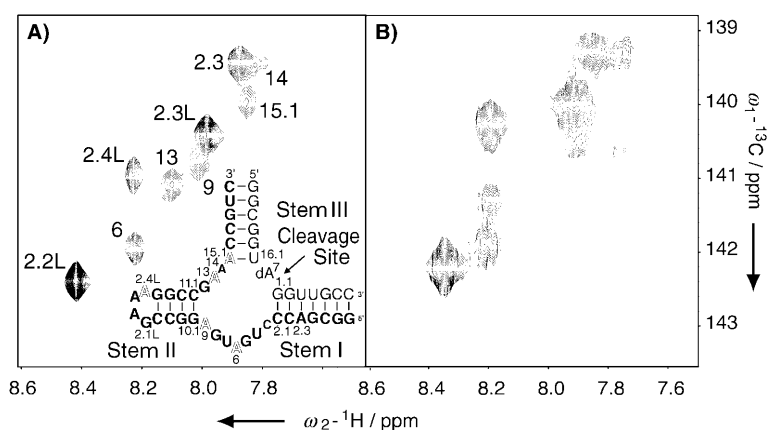 A)
B)
2.3
14
15.1
2.3L
2.4L
13
9
6
2.2L
3' 5'
C-G
U-G
G-C
U-G
C-G
C-G
15.1 A-U 16.1
Stem III
Cleavage
Site
14 A
13 A
dA7
1.1
2.4L
11.1
A A G G C C G
GGUUGCC 3'
A G C C G G A G U A G U C C C A G C G G 5'
2.1L
10.1
9
6
2.1 2.3
Stem II
Stem I
139
140
141
142
143
ω1-13C / ppm
8.6 8.4 8.2 8.0 7.8 8.6 8.4 8.2 8.0 7.8 7.6
ω2-1H / ppm